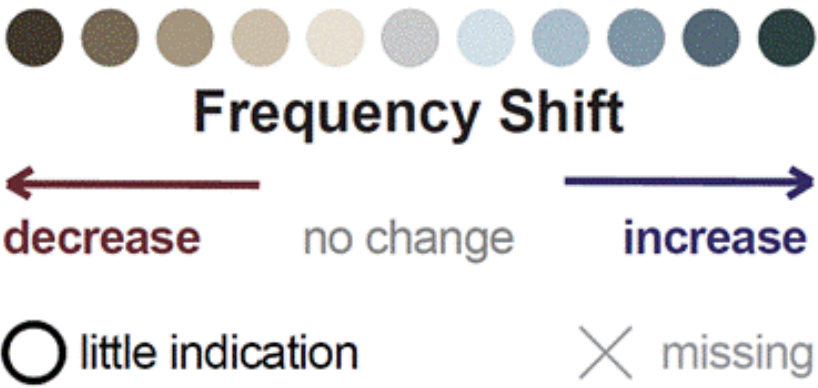 Frequency Shift
decrease no change increase
little indication missing